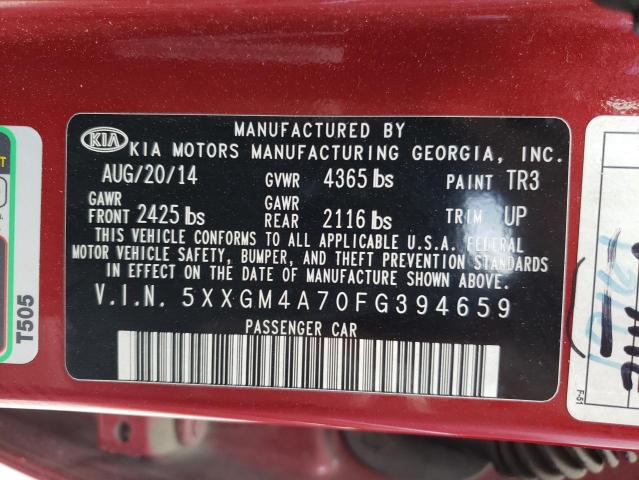 MANUFACTURED BY
KIA KIA MOTORS MANUFACTURING GEORGIA, INC.
AUG/20/14 GVWR 4365 lbs PAINT TR3
GAWR FRONT 2425 lbs GAWR REAR 2116 lbs TRIM UP
THIS VEHICLE CONFORMS TO ALL APPLICABLE U.S.A. FEDERAL
MOTOR VEHICLE SAFETY, BUMPER, AND THEFT PREVENTION STANDARDS
IN EFFECT ON THE DATE OF MANUFACTURE SHOWN ABOVE.
V.I.N. 5XXGM4A70FG394659
PASSENGER CAR
T505
F-51